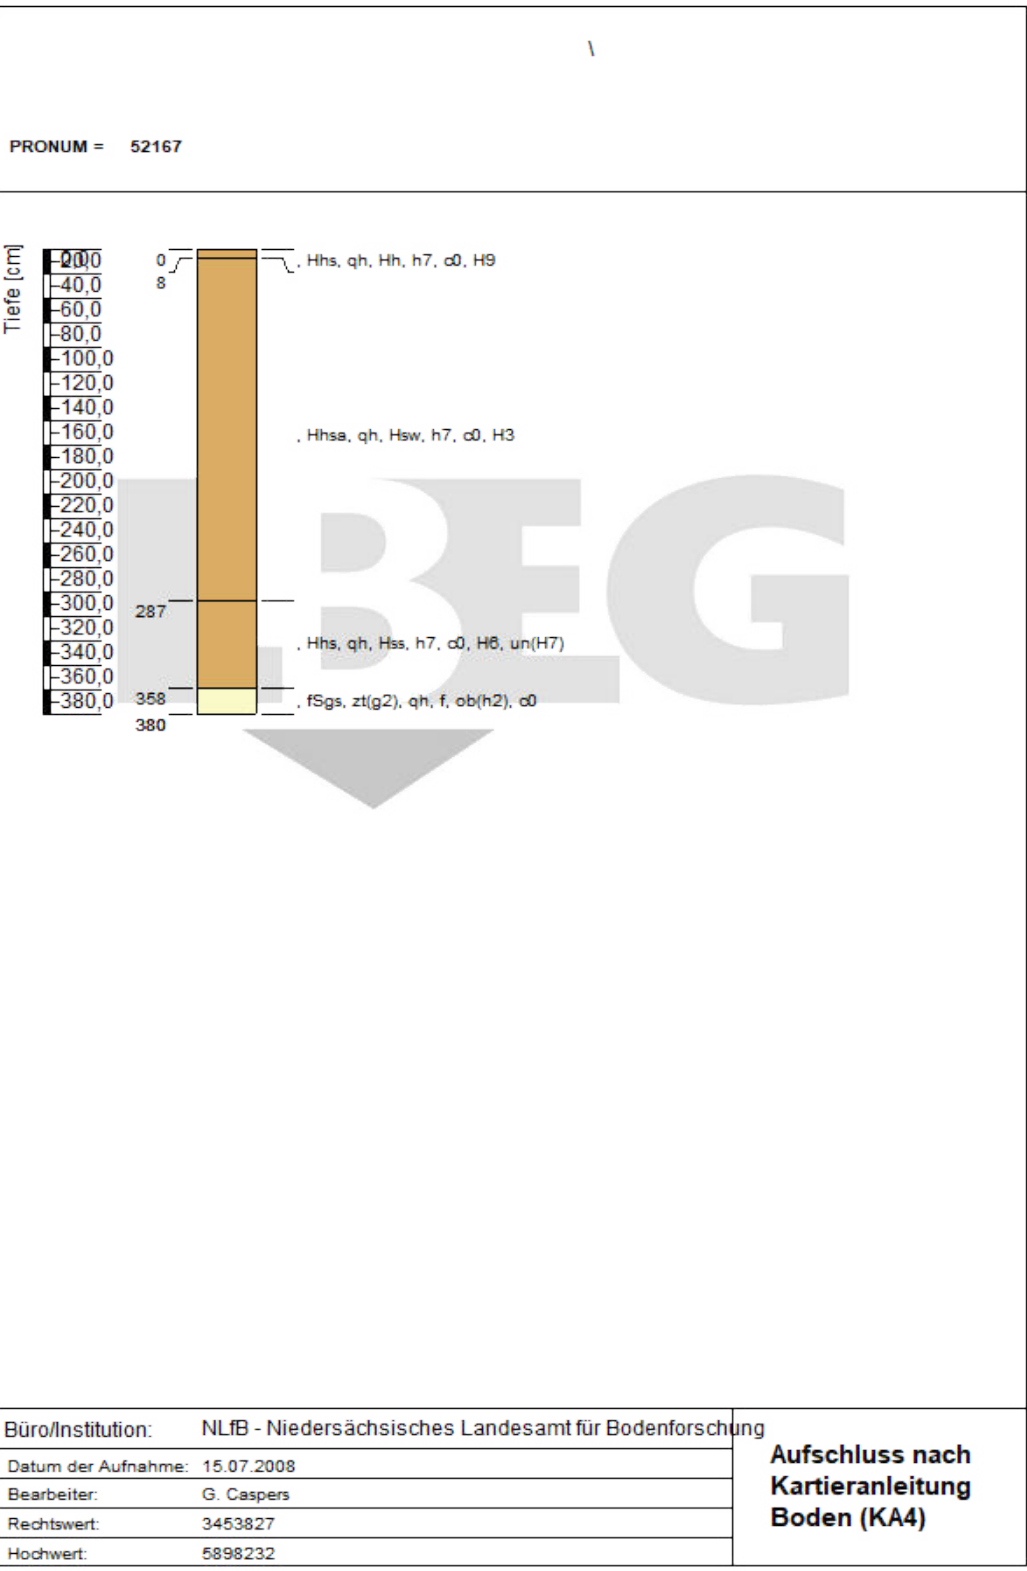 \
PRONUM = 52167
Tiefe [cm]
0,0
-20,0
-40,0
-60,0
-80,0
-100,0
-120,0
-140,0
-160,0
-180,0
-200,0
-220,0
-240,0
-260,0
-280,0
-300,0
-320,0
-340,0
-360,0
-380,0
0
8
287
358
380
, Hhs, qh, Hh, h7, c0, H9
, Hhsa, qh, Hsw, h7, c0, H3
, Hhs, qh, Hss, h7, c0, H6, un(H7)
, fSgs, zt(g2), qh, f, ob(h2), c0
LBEG
Büro/Institution: NLfB - Niedersächsisches Landesamt für Bodenforschung
Datum der Aufnahme: 15.07.2008
Bearbeiter: G. Caspers
Rechtswert: 3453827
Hochwert: 5898232
Aufschluss nach
Kartieranleitung
Boden (KA4)